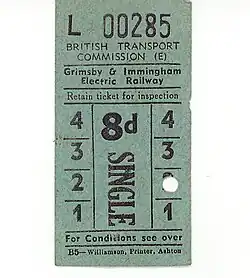 L 00285
BRITISH TRANSPORT
COMMISSION (E)
Grimsby & Immingham
Electric Railway
Retain ticket for inspection
4 8d 4
3 SINGLE 3
2 2
1 1
For Conditions see over
B5—Williamson, Printer, Ashton